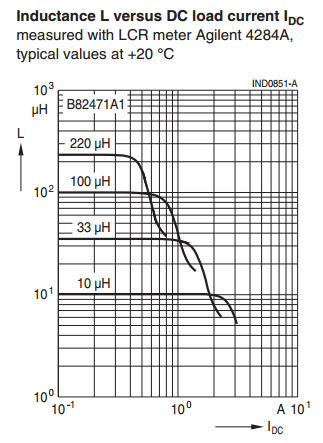 Inductance L versus DC load current IDC
measured with LCR meter Agilent 4284A,
typical values at +20 °C
IND0851-A
10³
µH
B82471A1
L
220 µH
100 µH
10²
33 µH
10¹
10 µH
10⁰
10⁻¹ 10⁰ A 10¹
IDC